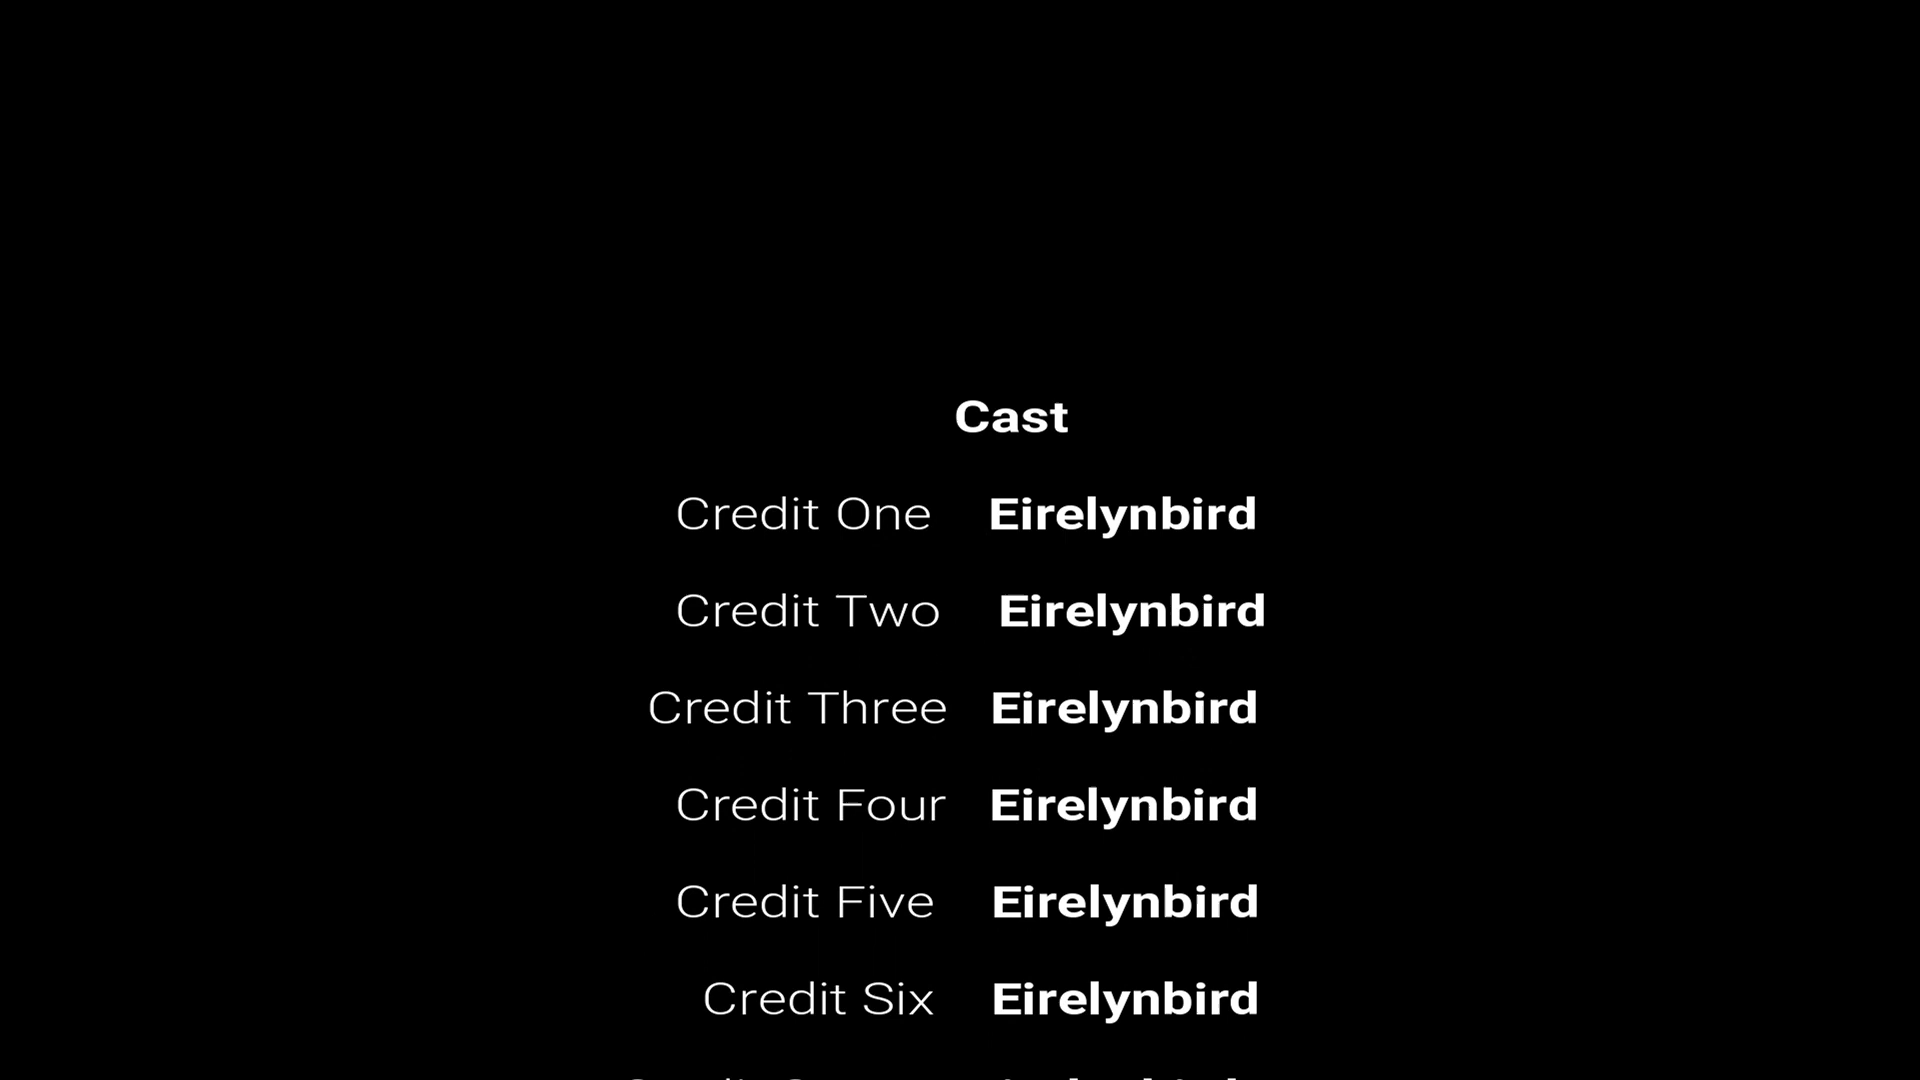 Cast
Credit One Eirelynbird
Credit Two Eirelynbird
Credit Three Eirelynbird
Credit Four Eirelynbird
Credit Five Eirelynbird
Credit Six Eirelynbird